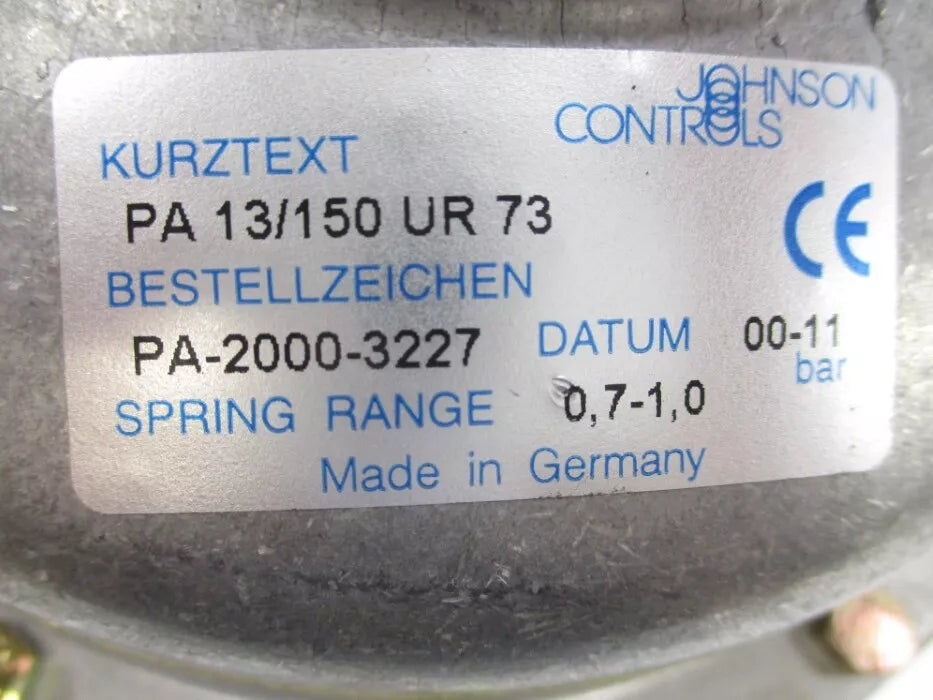 JOHNSON
CONTROLS
KURZTEXT
PA 13/150 UR 73
CE
BESTELLZEICHEN
PA-2000-3227 DATUM 00-11
bar
SPRING RANGE 0,7-1,0
Made in Germany